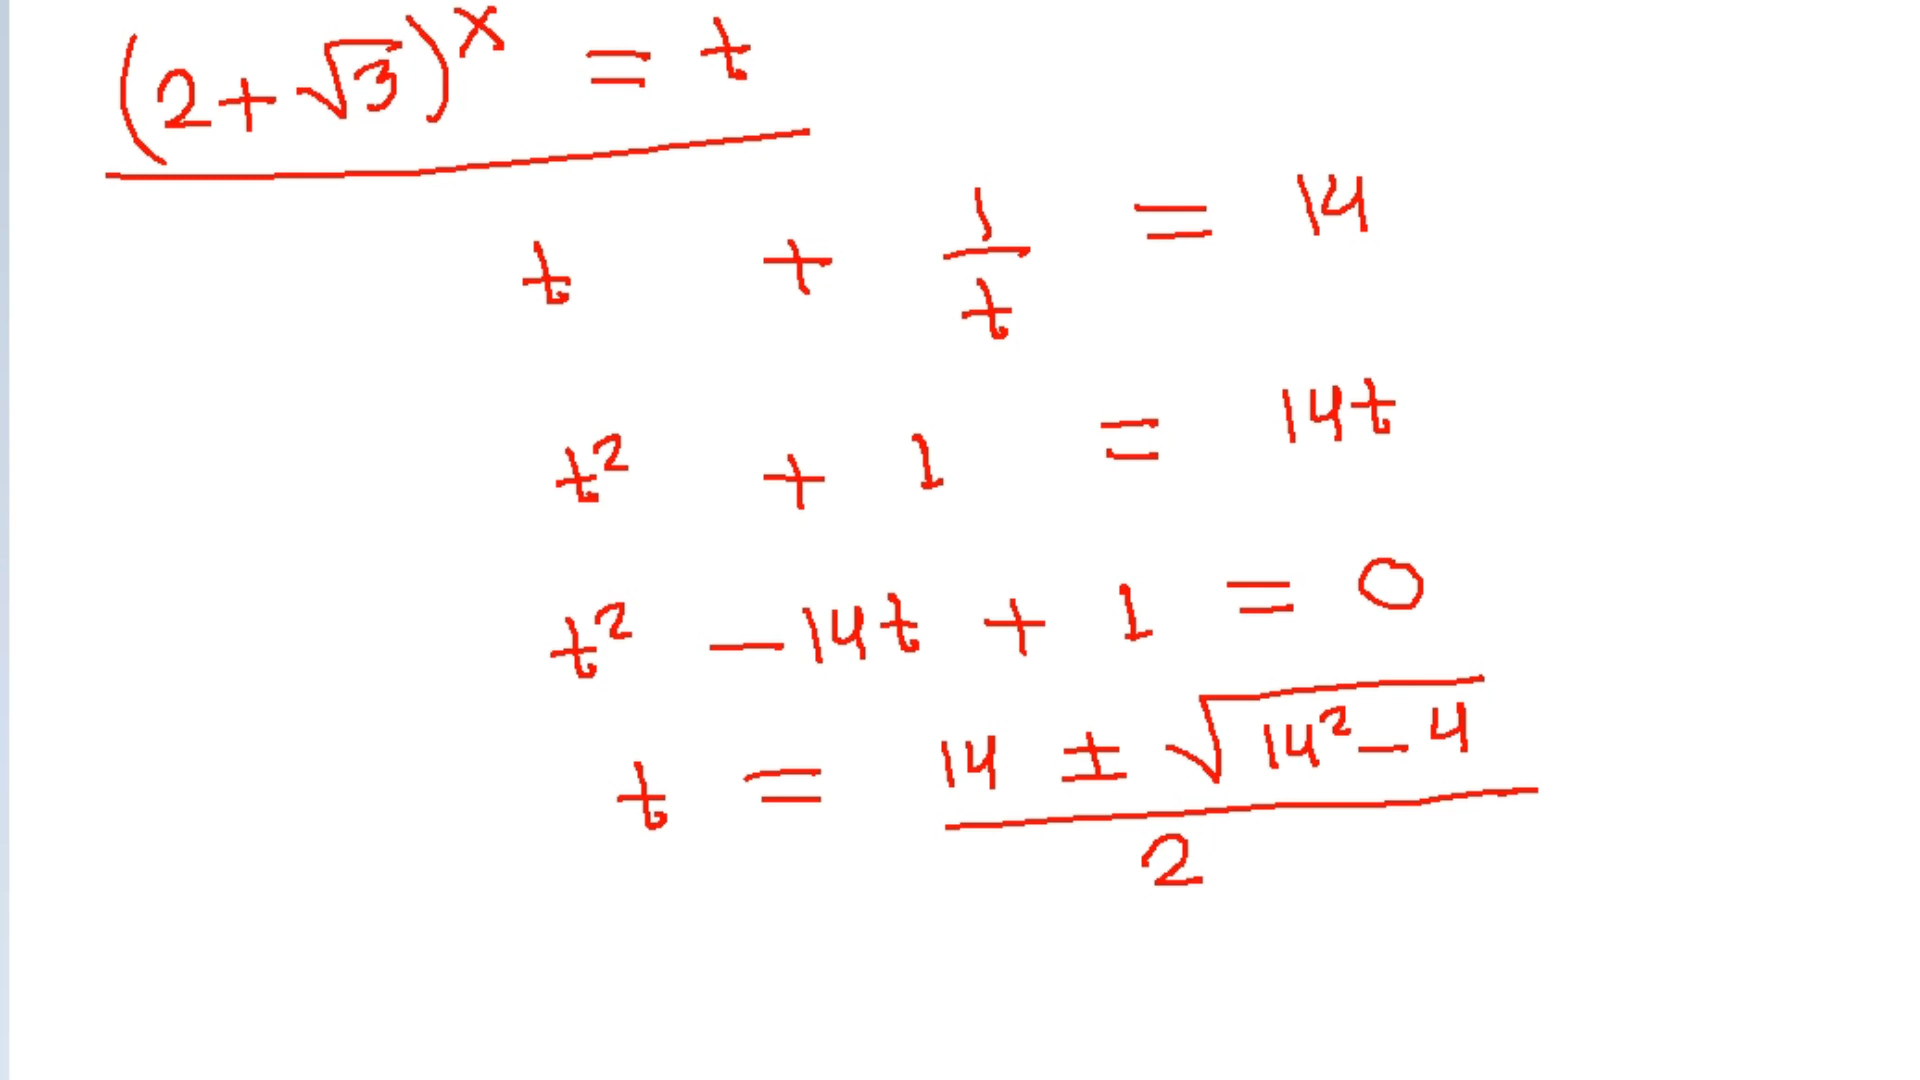 (2+√3)^x = t
t + 1/t = 14
t² + 1 = 14t
t² - 14t + 1 = 0
t = (14 ± √(14² - 4))/2